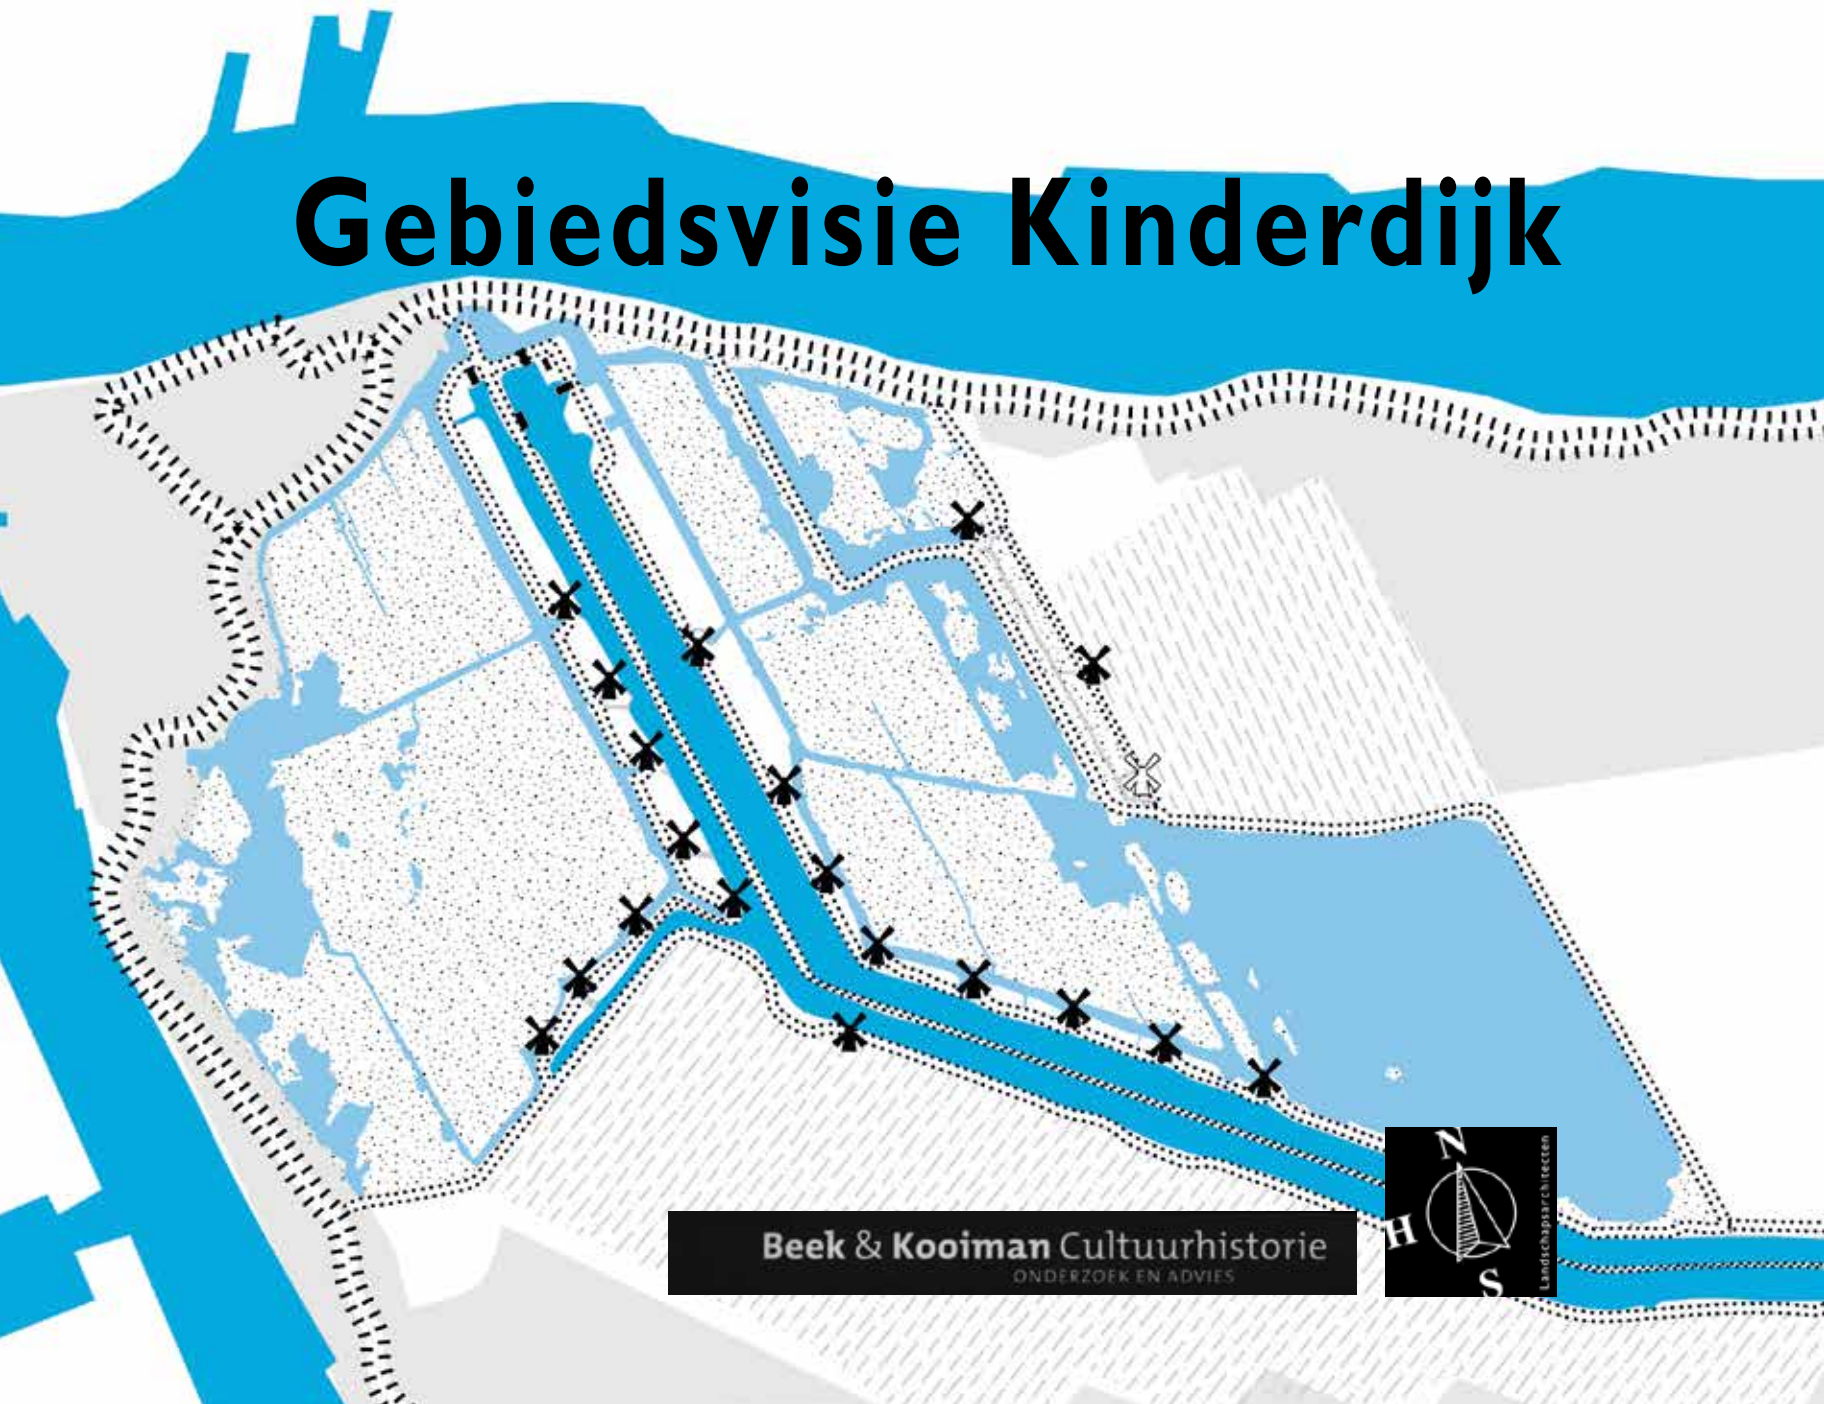 Gebiedsvisie Kinderdijk
Beek & Kooiman Cultuurhistorie
ONDERZOEK EN ADVIES
N
H
S
Landschapsarchitecten